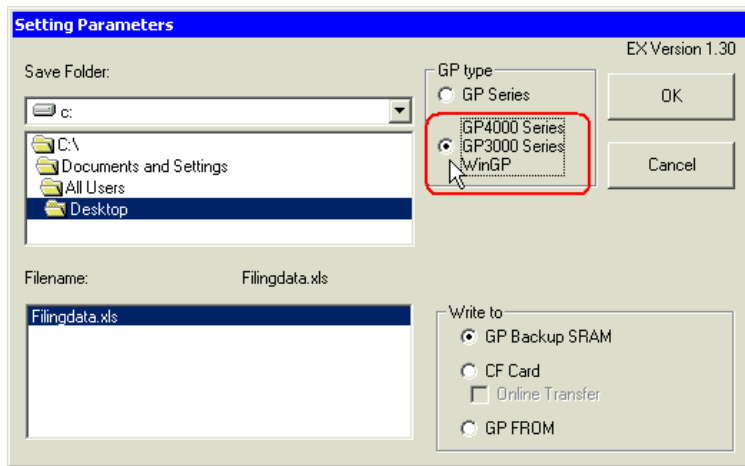 Setting Parameters
EX Version 1.30
Save Folder:
c:
C:\
Documents and Settings
All Users
Desktop
GP type
GP Series
GP4000 Series
GP3000 Series
WinGP
OK
Cancel
Filename:
Filingdata.xls
Filingdata.xls
Write to
GP Backup SRAM
CF Card
Online Transfer
GP FROM